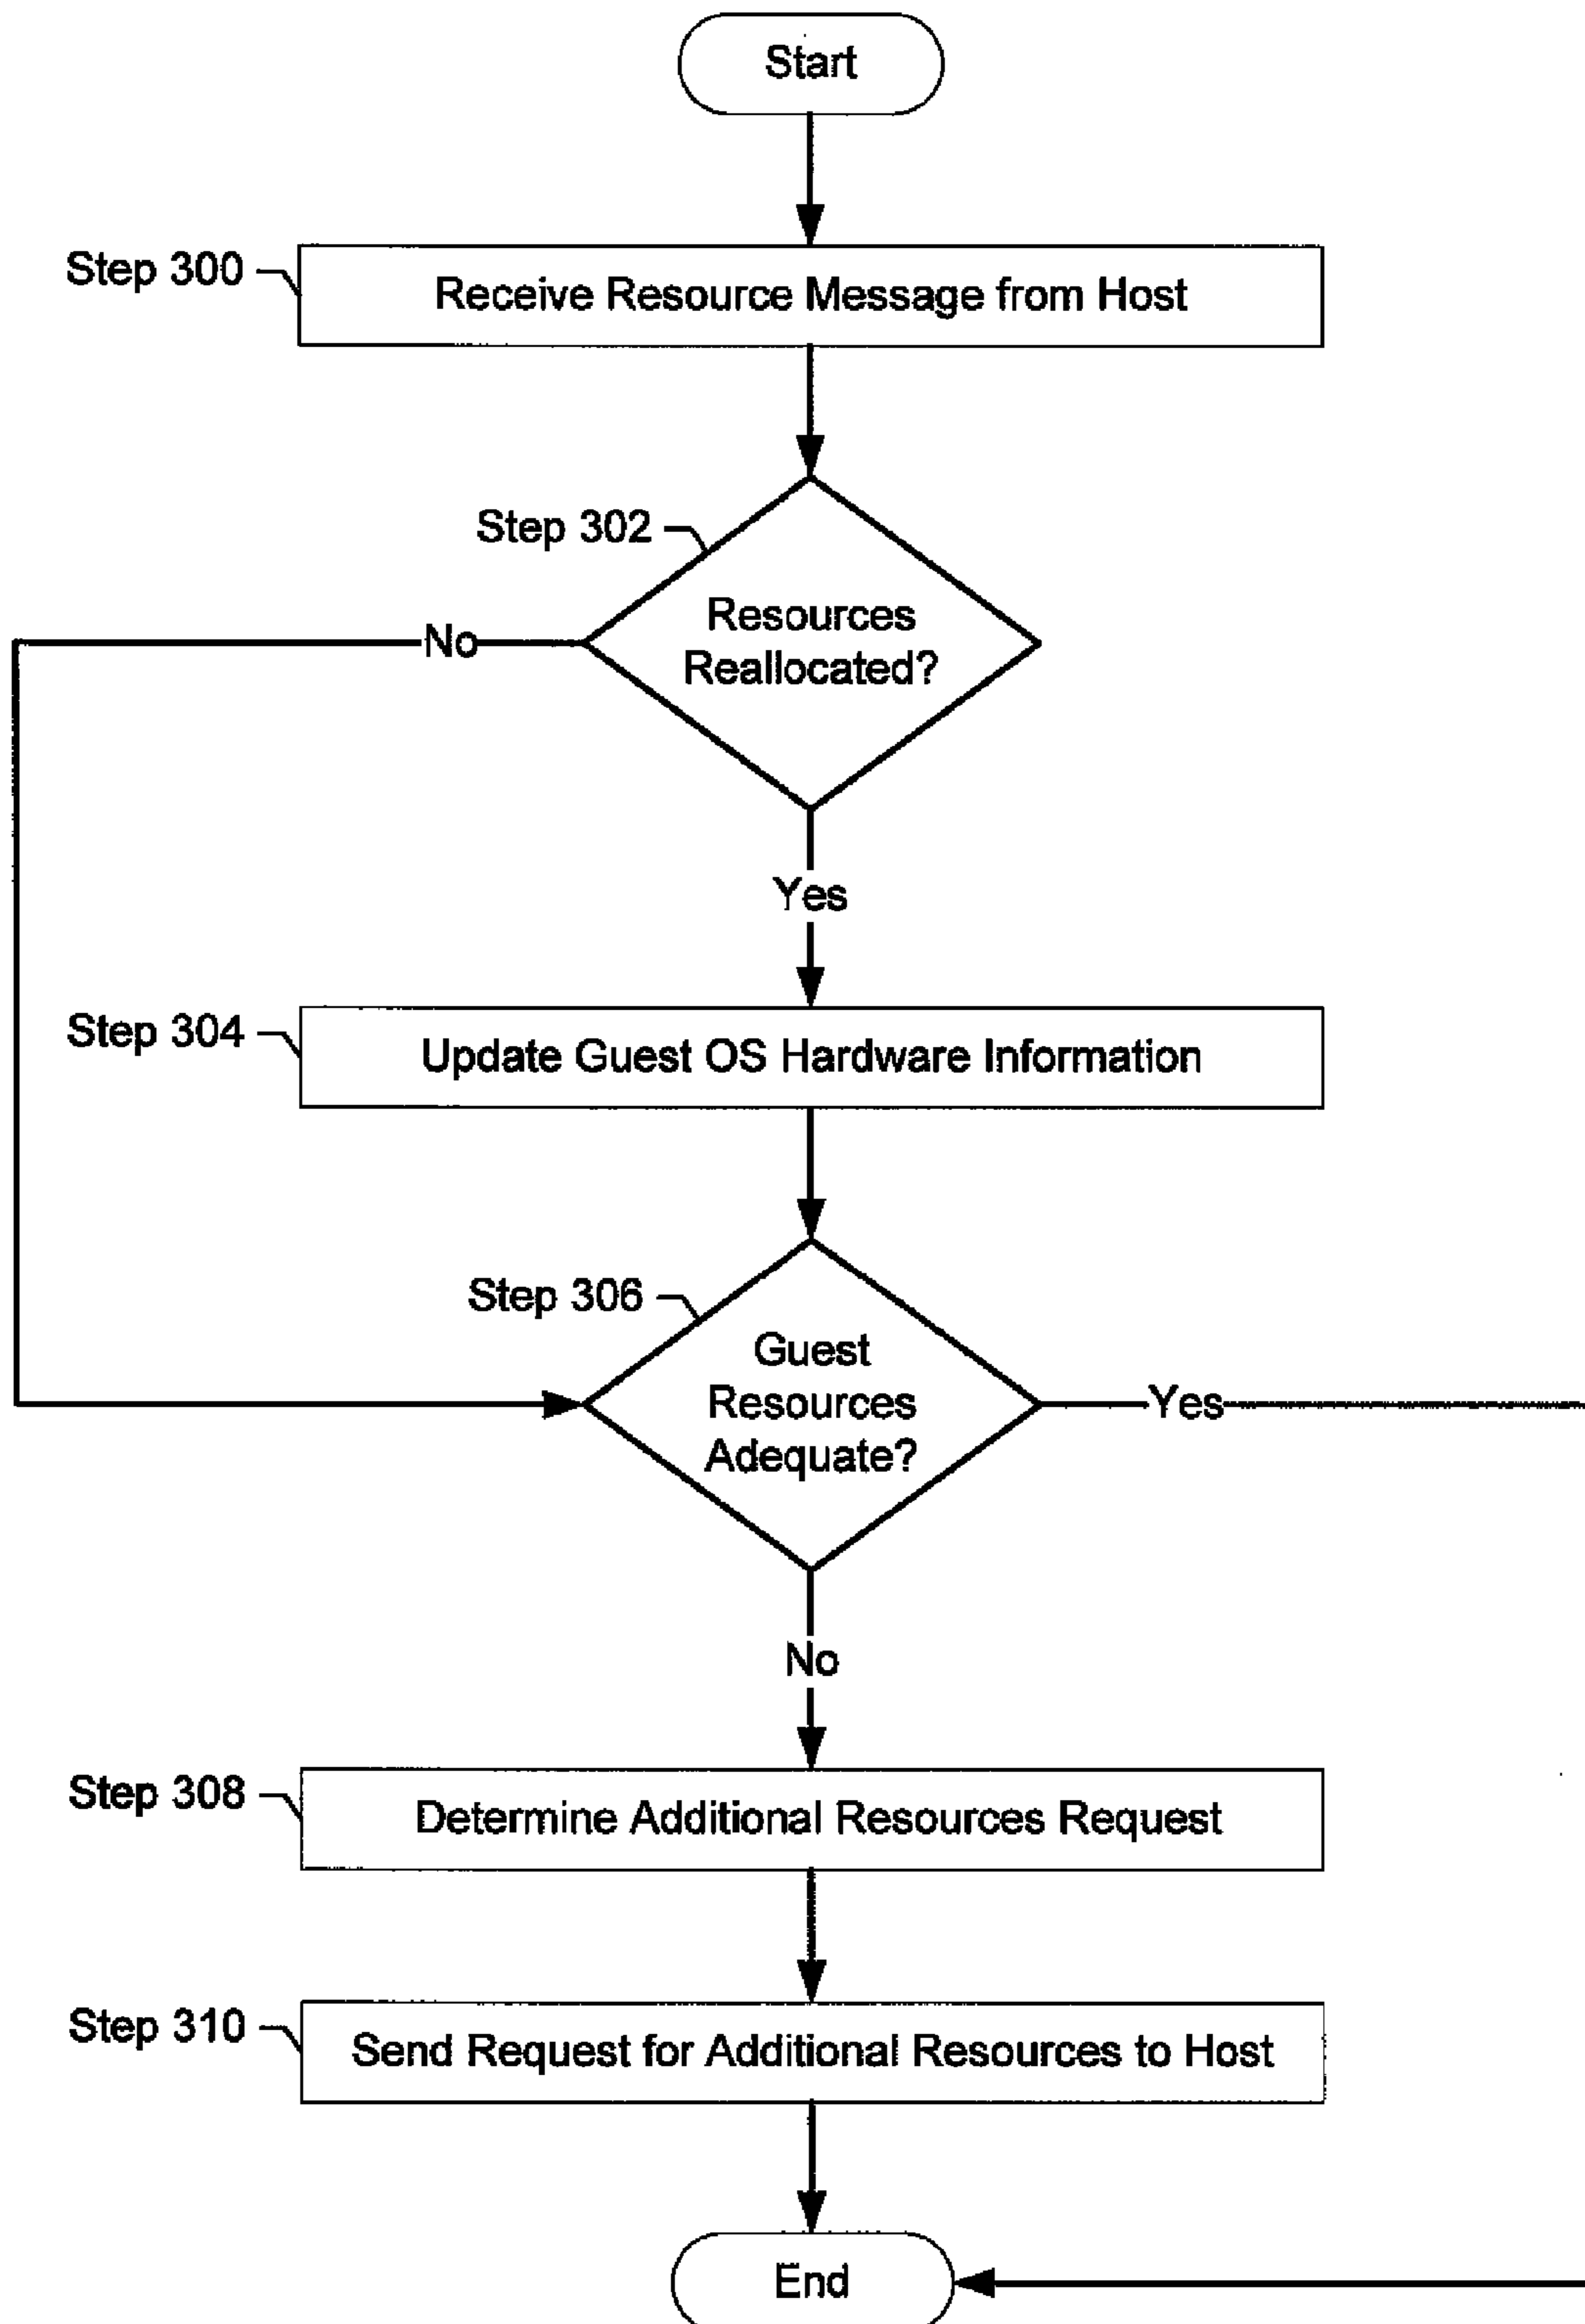 Start
Step 300
Receive Resource Message from Host
Step 302
Resources
Reallocated?
No
Yes
Step 304
Update Guest OS Hardware Information
Step 306
Guest
Resources
Adequate?
Yes
No
Step 308
Determine Additional Resources Request
Step 310
Send Request for Additional Resources to Host
End